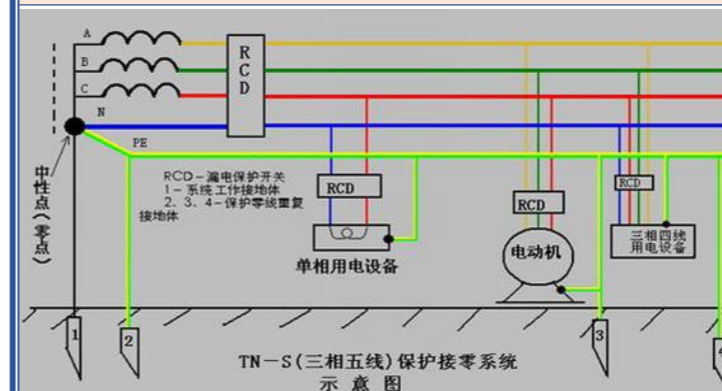 A
B
C
N
PE
RCD
中性点(零点)
RCD-漏电保护开关
1-系统工作接地体
2、3、4-保护零线重复
接地体
RCD
单相用电设备
RCD
电动机
RCD
三相四线
用电设备
1
2
3
4
TN-S(三相五线)保护接零系统
示意图